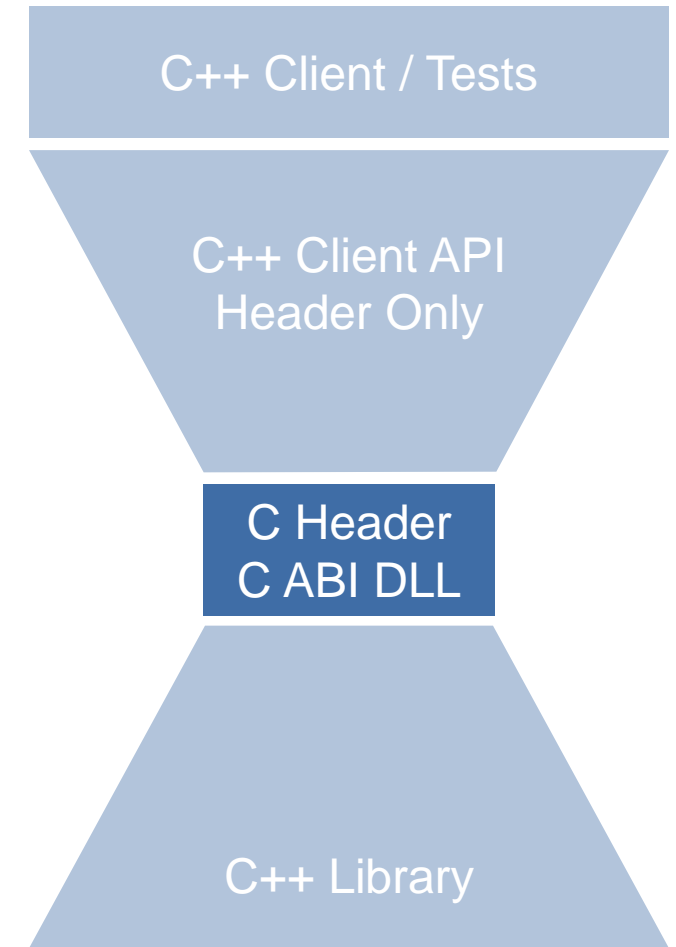 C++ Client / Tests
C++ Client API
Header Only
C Header
C ABI DLL
C++ Library